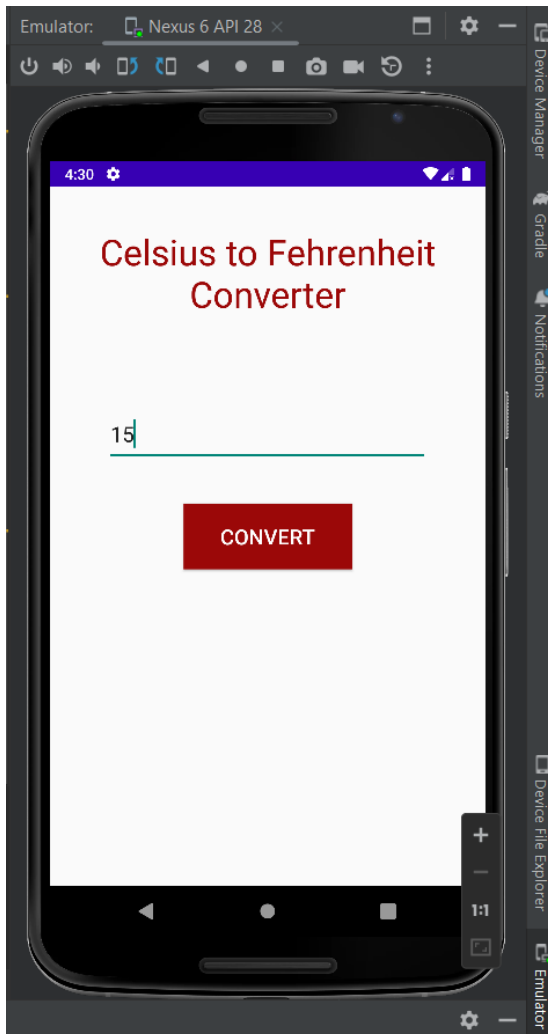 Emulator:
Nexus 6 API 28
4:30
Celsius to Fehrenheit
Converter
15
CONVERT
1:1
Device Manager
Gradle
Notifications
Device File Explorer
Emulator